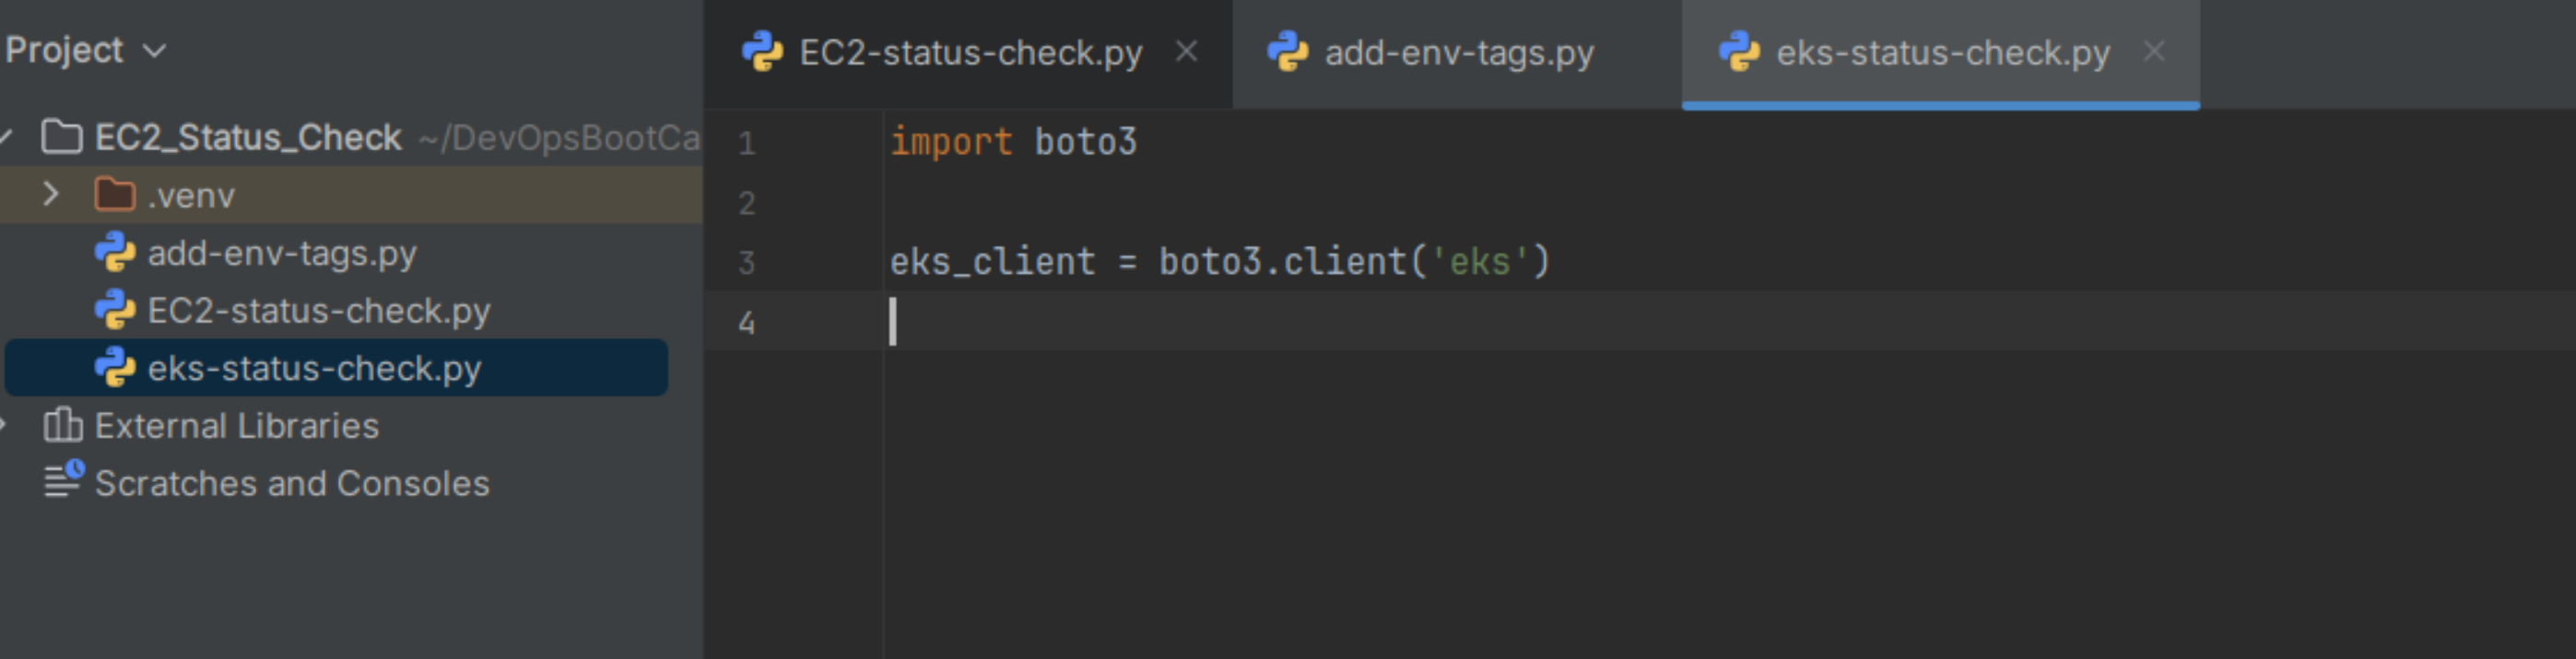 Project
EC2_Status_Check ~/DevOpsBootCa
.venv
add-env-tags.py
EC2-status-check.py
eks-status-check.py
External Libraries
Scratches and Consoles
EC2-status-check.py
add-env-tags.py
eks-status-check.py
1 import boto3
2
3 eks_client = boto3.client('eks')
4